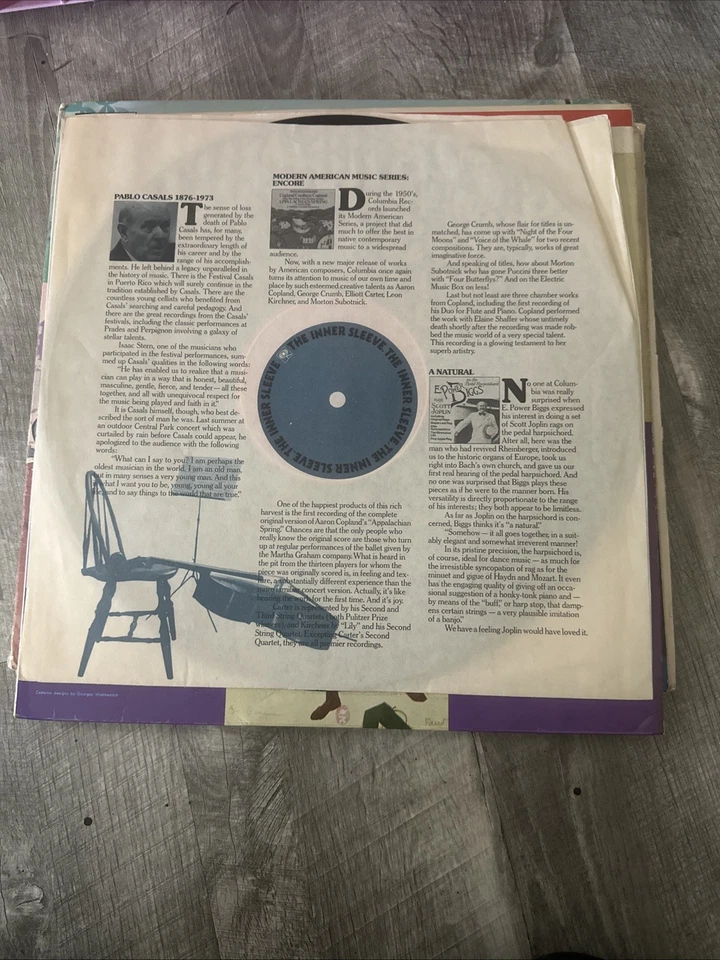 PABLO CASALS 1876-1973
The sense of loss
generated by the
death of Pablo
Casals has, for many,
been tempered by the
extraordinary length of
his career and by the
range of his accomplish-
ments. He left behind a legacy unparalleled in
the history of music. There is the Festival Casals
in Puerto Rico which will surely continue in the
tradition established by Casals. There are the
countless young cellists who benefited from
Casals' searching and careful pedagogy. And
there are the great recordings from the Casals'
festivals, including the classic performances at
Prades and Perpignon involving a galaxy of
stellar talents.
Isaac Stern, one of the musicians who
participated in the festival performances, sum-
med up Casals' qualities in the following words:
"He has enabled us to realize that a musi-
cian can play in a way that is honest, beautiful,
masculine, gentle, fierce, and tender—all these
together, and all with unequivocal respect for
the music being played and faith in it."
It is Casals himself, though, who best de-
scribed the sort of man he was. Last summer at
an outdoor Central Park concert which was
curtailed by rain before Casals could appear, he
apologized to the audience with the following
words:
"What can I say to you? I am perhaps the
oldest musician in the world. I am an old man,
but in many senses a very young man. And this
is what I want you to be, young, young all your
life, and to say things to the world that are true."
MODERN AMERICAN MUSIC SERIES:
ENCORE
During the 1950's,
Columbia Rec-
ords launched
its Modern American
Series, a project that did
much to offer the best in
native contemporary
music to a widespread
audience.
Now, with a new major release of works
by American composers, Columbia once again
turns its attention to music of our own time and
place by such esteemed creative talents as Aaron
Copland, George Crumb, Elliott Carter, Leon
Kirchner, and Morton Subotnick.
THE INNER SLEEVE THE INNER SLEEVE THE INNER SLEEVE THE INNER SLEEVE
One of the happiest products of this rich
harvest is the first recording of the complete
original version of Aaron Copland's "Appalachian
Spring." Chances are that the only people who
really know the original score are those who turn
up at regular performances of the ballet given by
the Martha Graham company. What is heard in
the pit from the thirteen players for whom the
piece was originally scored is, in feeling and tex-
ture, a substantially different experience than the
more familiar concert version. Actually, it's like
hearing the work for the first time. And it's joy.
Carter is represented by his Second and
Third String Quartets (both Pulitzer Prize
winners), and Kirchner by "Lily" and his Second
String Quartet. Excepting Carter's Second
Quartet, they are all premier recordings.
George Crumb, whose flair for titles is un-
matched, has come up with "Night of the Four
Moons" and "Voice of the Whale" for two recent
compositions. They are, typically, works of great
imaginative force.
And speaking of titles, how about Morton
Subotnick who has gone Puccini three better
with "Four Butterflys?" And on the Electric
Music Box on less!
Last but not least are three chamber works
from Copland, including the first recording of
his Duo for Flute and Piano. Copland performed
the work with Elaine Shaffer whose untimely
death shortly after the recording was made rob-
bed the music world of a very special talent.
This recording is a glowing testament to her
superb artistry.
A NATURAL
E. Power
BIGGS
Scott
JOPLIN
No one at Colum-
bia was really
surprised when
E. Power Biggs expressed
his interest in doing a set
of Scott Joplin rags on
the pedal harpsichord.
After all, here was the
man who had revived Rheinberger, introduced
us to the historic organs of Europe, took us
right into Bach's own church, and gave us our
first real hearing of the pedal harpsichord. And
no one was surprised that Biggs plays these
pieces as if he were to the manner born. His
versatility is directly proportionate to the range
of his interests; they both appear to be limitless.
As far as Joplin on the harpsichord is con-
cerned, Biggs thinks it's "a natural."
"Somehow—it all goes together, in a suit-
ably elegant and somewhat irreverent manner!
In its pristine precision, the harpsichord is,
of course, ideal for dance music—as much for
the irresistible syncopation of rag as for the
minuet and gigue of Haydn and Mozart. It even
has the engaging quality of giving off an occa-
sional suggestion of a honky-tonk piano and—
by means of the "buff," or harp stop, that damp-
ens certain strings—a very plausible imitation
of a banjo."
We have a feeling Joplin would have loved it.
Costume designs by Georges Wakhevitch